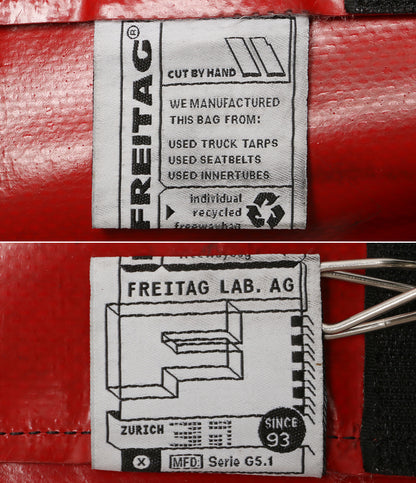 FREITAG®
CUT BY HAND
WE MANUFACTURED
THIS BAG FROM:
USED TRUCK TARPS
USED SEATBELTS
USED INNERTUBES
individual
recycled
freewaybag
freewaybag
FREITAG LAB. AG
ZURICH
SINCE
93
X MFD: Serie G5.1